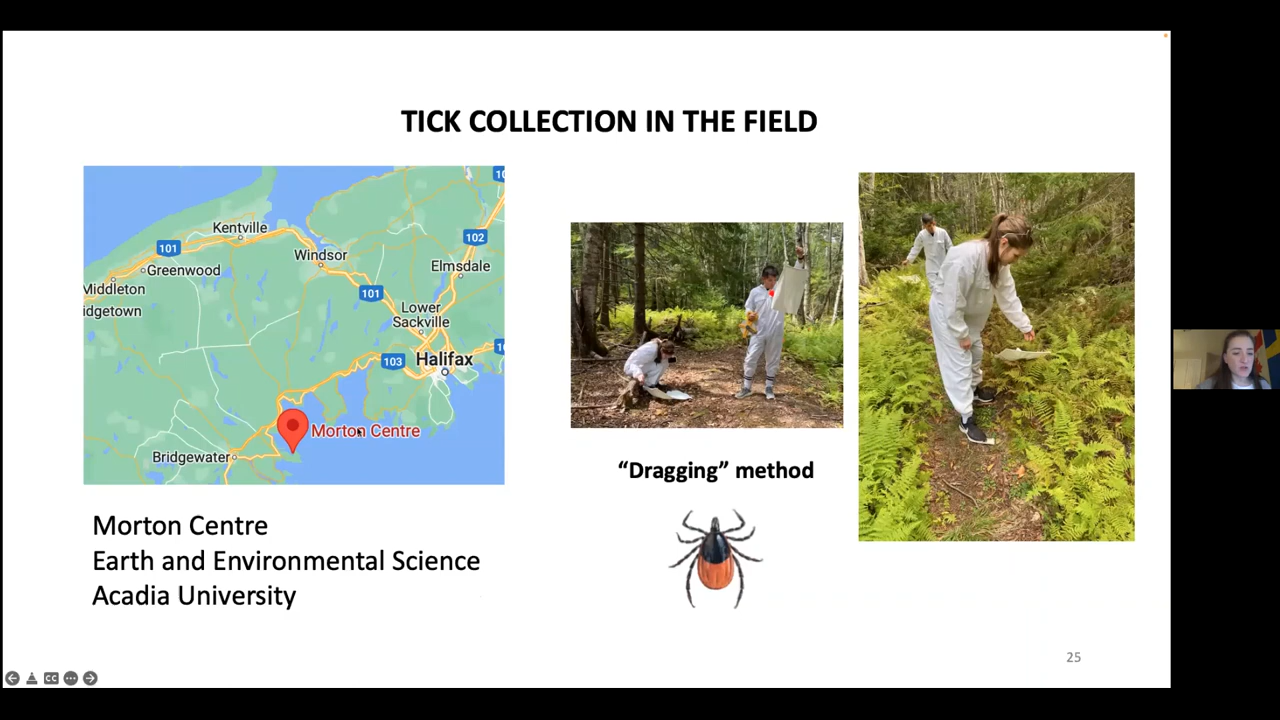 TICK COLLECTION IN THE FIELD
Kentville
101
102
Windsor
Greenwood
Elmsdale
Middleton
101
idgetown
Lower
Sackville
103
Halifax
Morton Centre
Bridgewater
“Dragging” method
Morton Centre
Earth and Environmental Science
Acadia University
25
CC